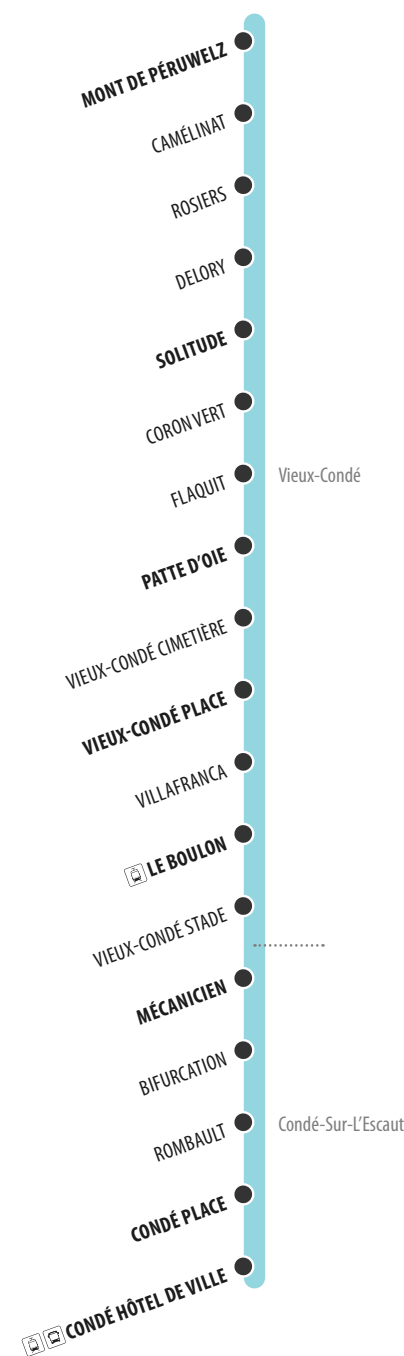 MONT DE PÉRUWELZ
CAMÉLINAT
ROSIERS
DELORY
SOLITUDE
CORON VERT
FLAQUIT
Vieux-Condé
PATTE D'OIE
VIEUX-CONDÉ CIMETIÈRE
VIEUX-CONDÉ PLACE
VILLAFRANCA
LE BOULON
VIEUX-CONDÉ STADE
MÉCANICIEN
BIFURCATION
ROMBAULT
Condé-Sur-L'Escaut
CONDÉ PLACE
CONDÉ HÔTEL DE VILLE